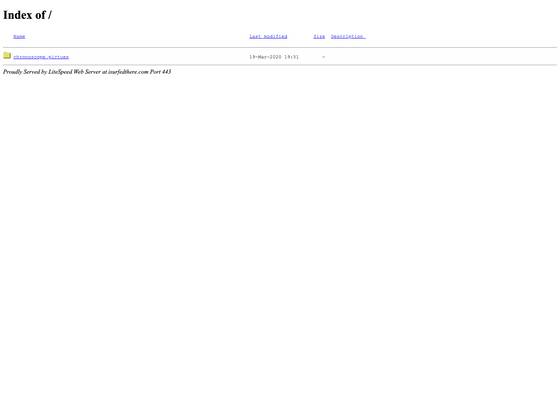 Index of /
Name Last modified Size Description
chronoscope.pictures 19-Mar-2020 19:31 -
Proudly Served by LiteSpeed Web Server at isurfedthere.com Port 443